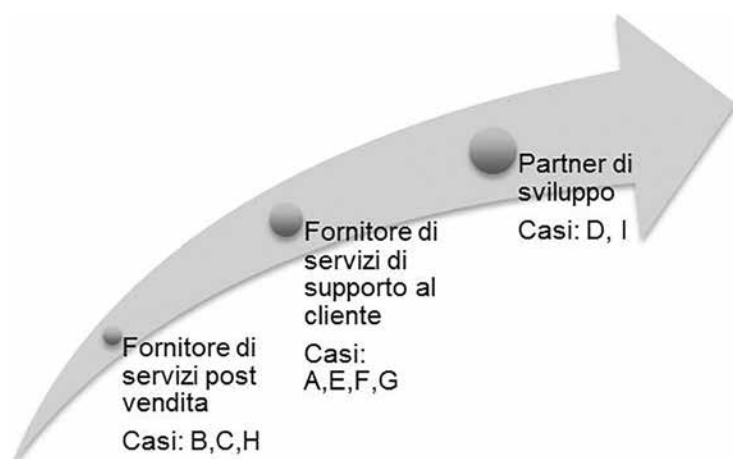 Fornitore di
servizi post
vendita
Casi: B,C,H
Fornitore di
servizi di
supporto al
cliente
Casi:
A,E,F,G
Partner di
sviluppo
Casi: D, I